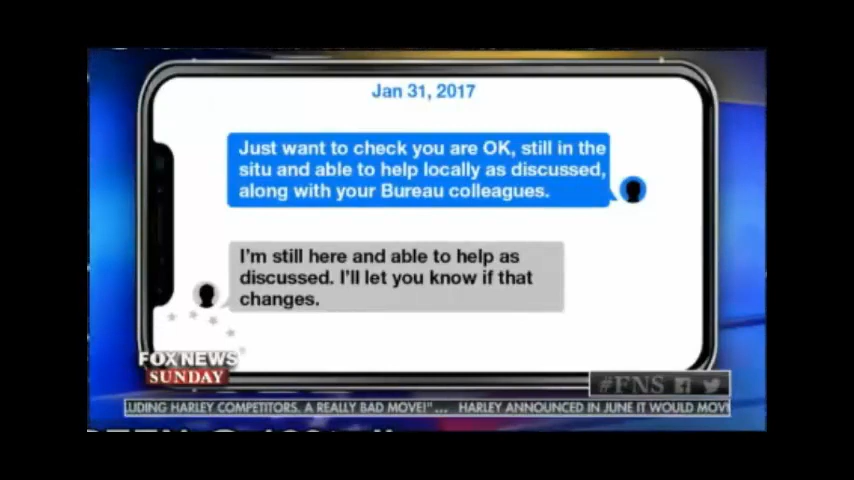 Jan 31, 2017
Just want to check you are OK, still in the
situ and able to help locally as discussed,
along with your Bureau colleagues.
I'm still here and able to help as
discussed. I'll let you know if that
changes.
FOX NEWS
SUNDAY
#FNS
LUDING HARLEY COMPETITORS. A REALLY BAD MOVE!"... HARLEY ANNOUNCED IN JUNE IT WOULD MOV